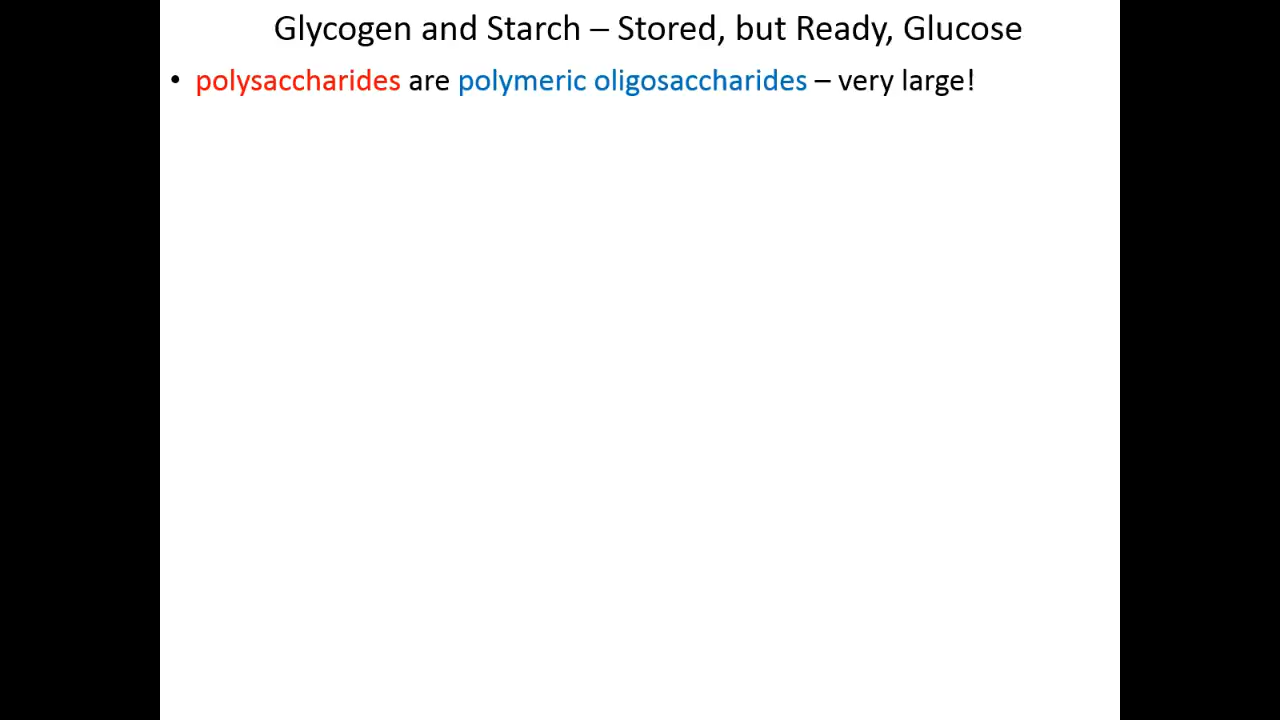 Glycogen and Starch – Stored, but Ready, Glucose
• polysaccharides are polymeric oligosaccharides – very large!